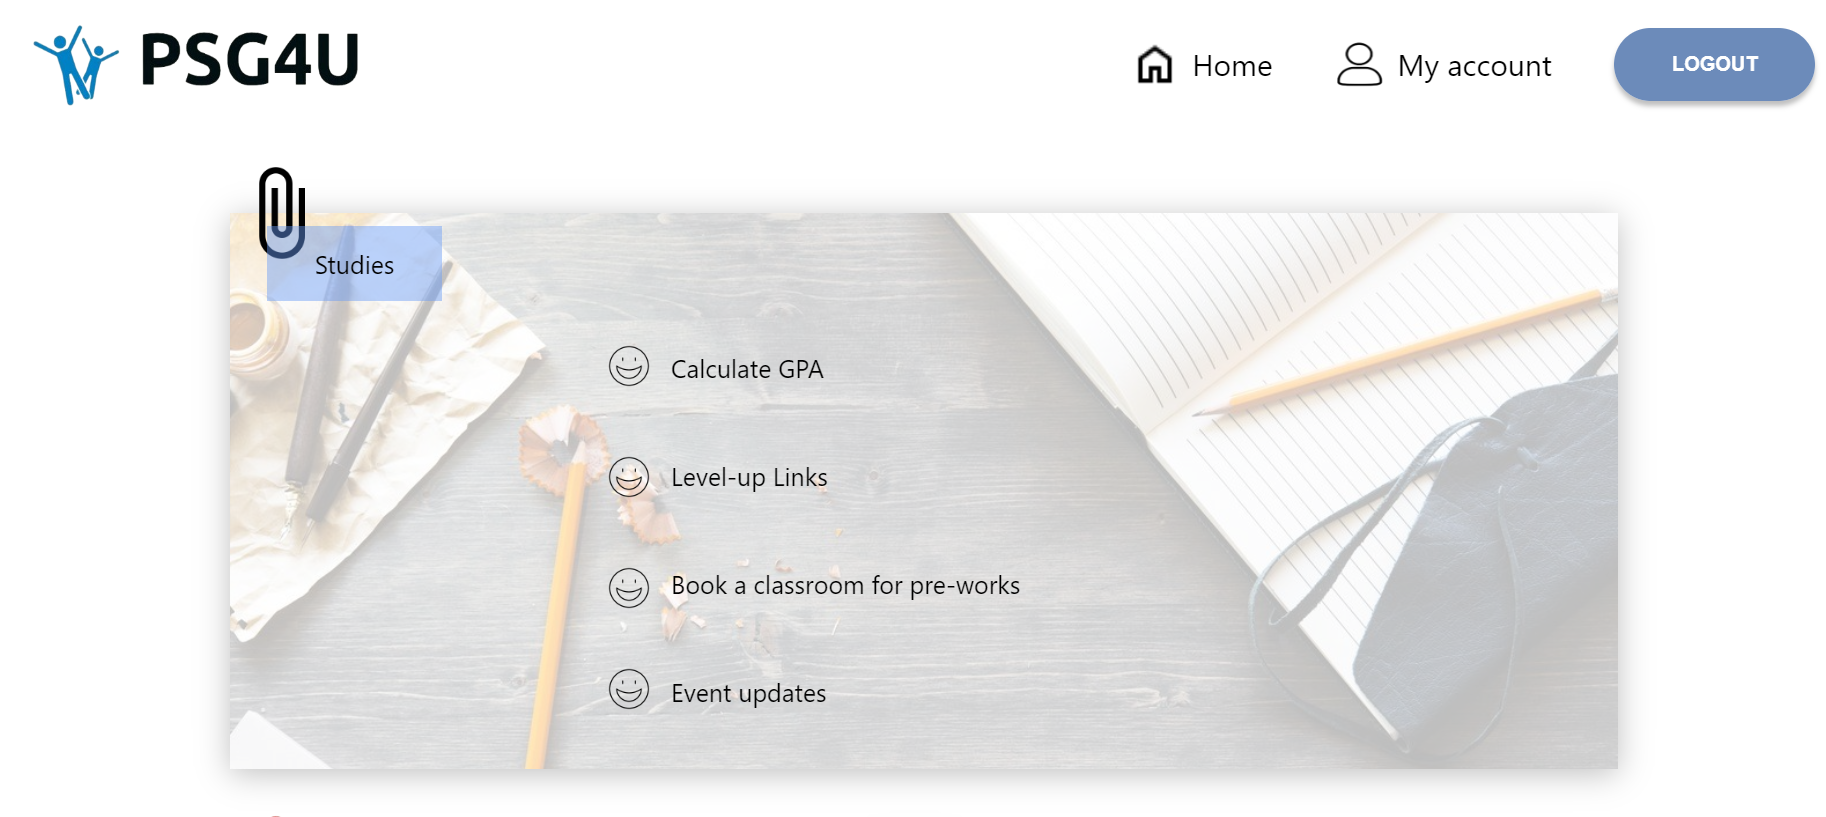 PSG4U
Home
My account
LOGOUT
Studies
Calculate GPA
Level-up Links
Book a classroom for pre-works
Event updates